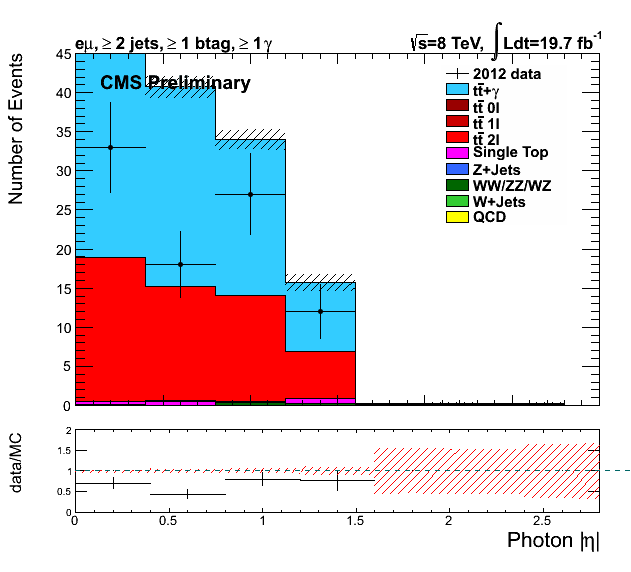 eμ, ≥ 2 jets, ≥ 1 btag, ≥ 1 γ
√s=8 TeV, ∫ Ldt=19.7 fb⁻¹
CMS Preliminary
Number of Events
45
40
35
30
25
20
15
10
5
0
2012 data
tt̄+γ
tt̄ 0l
tt̄ 1l
tt̄ 2l
Single Top
Z+Jets
WW/ZZ/WZ
W+Jets
QCD
data/MC
2
1.5
1
0.5
0
0 0.5 1 1.5 2 2.5
Photon |η|